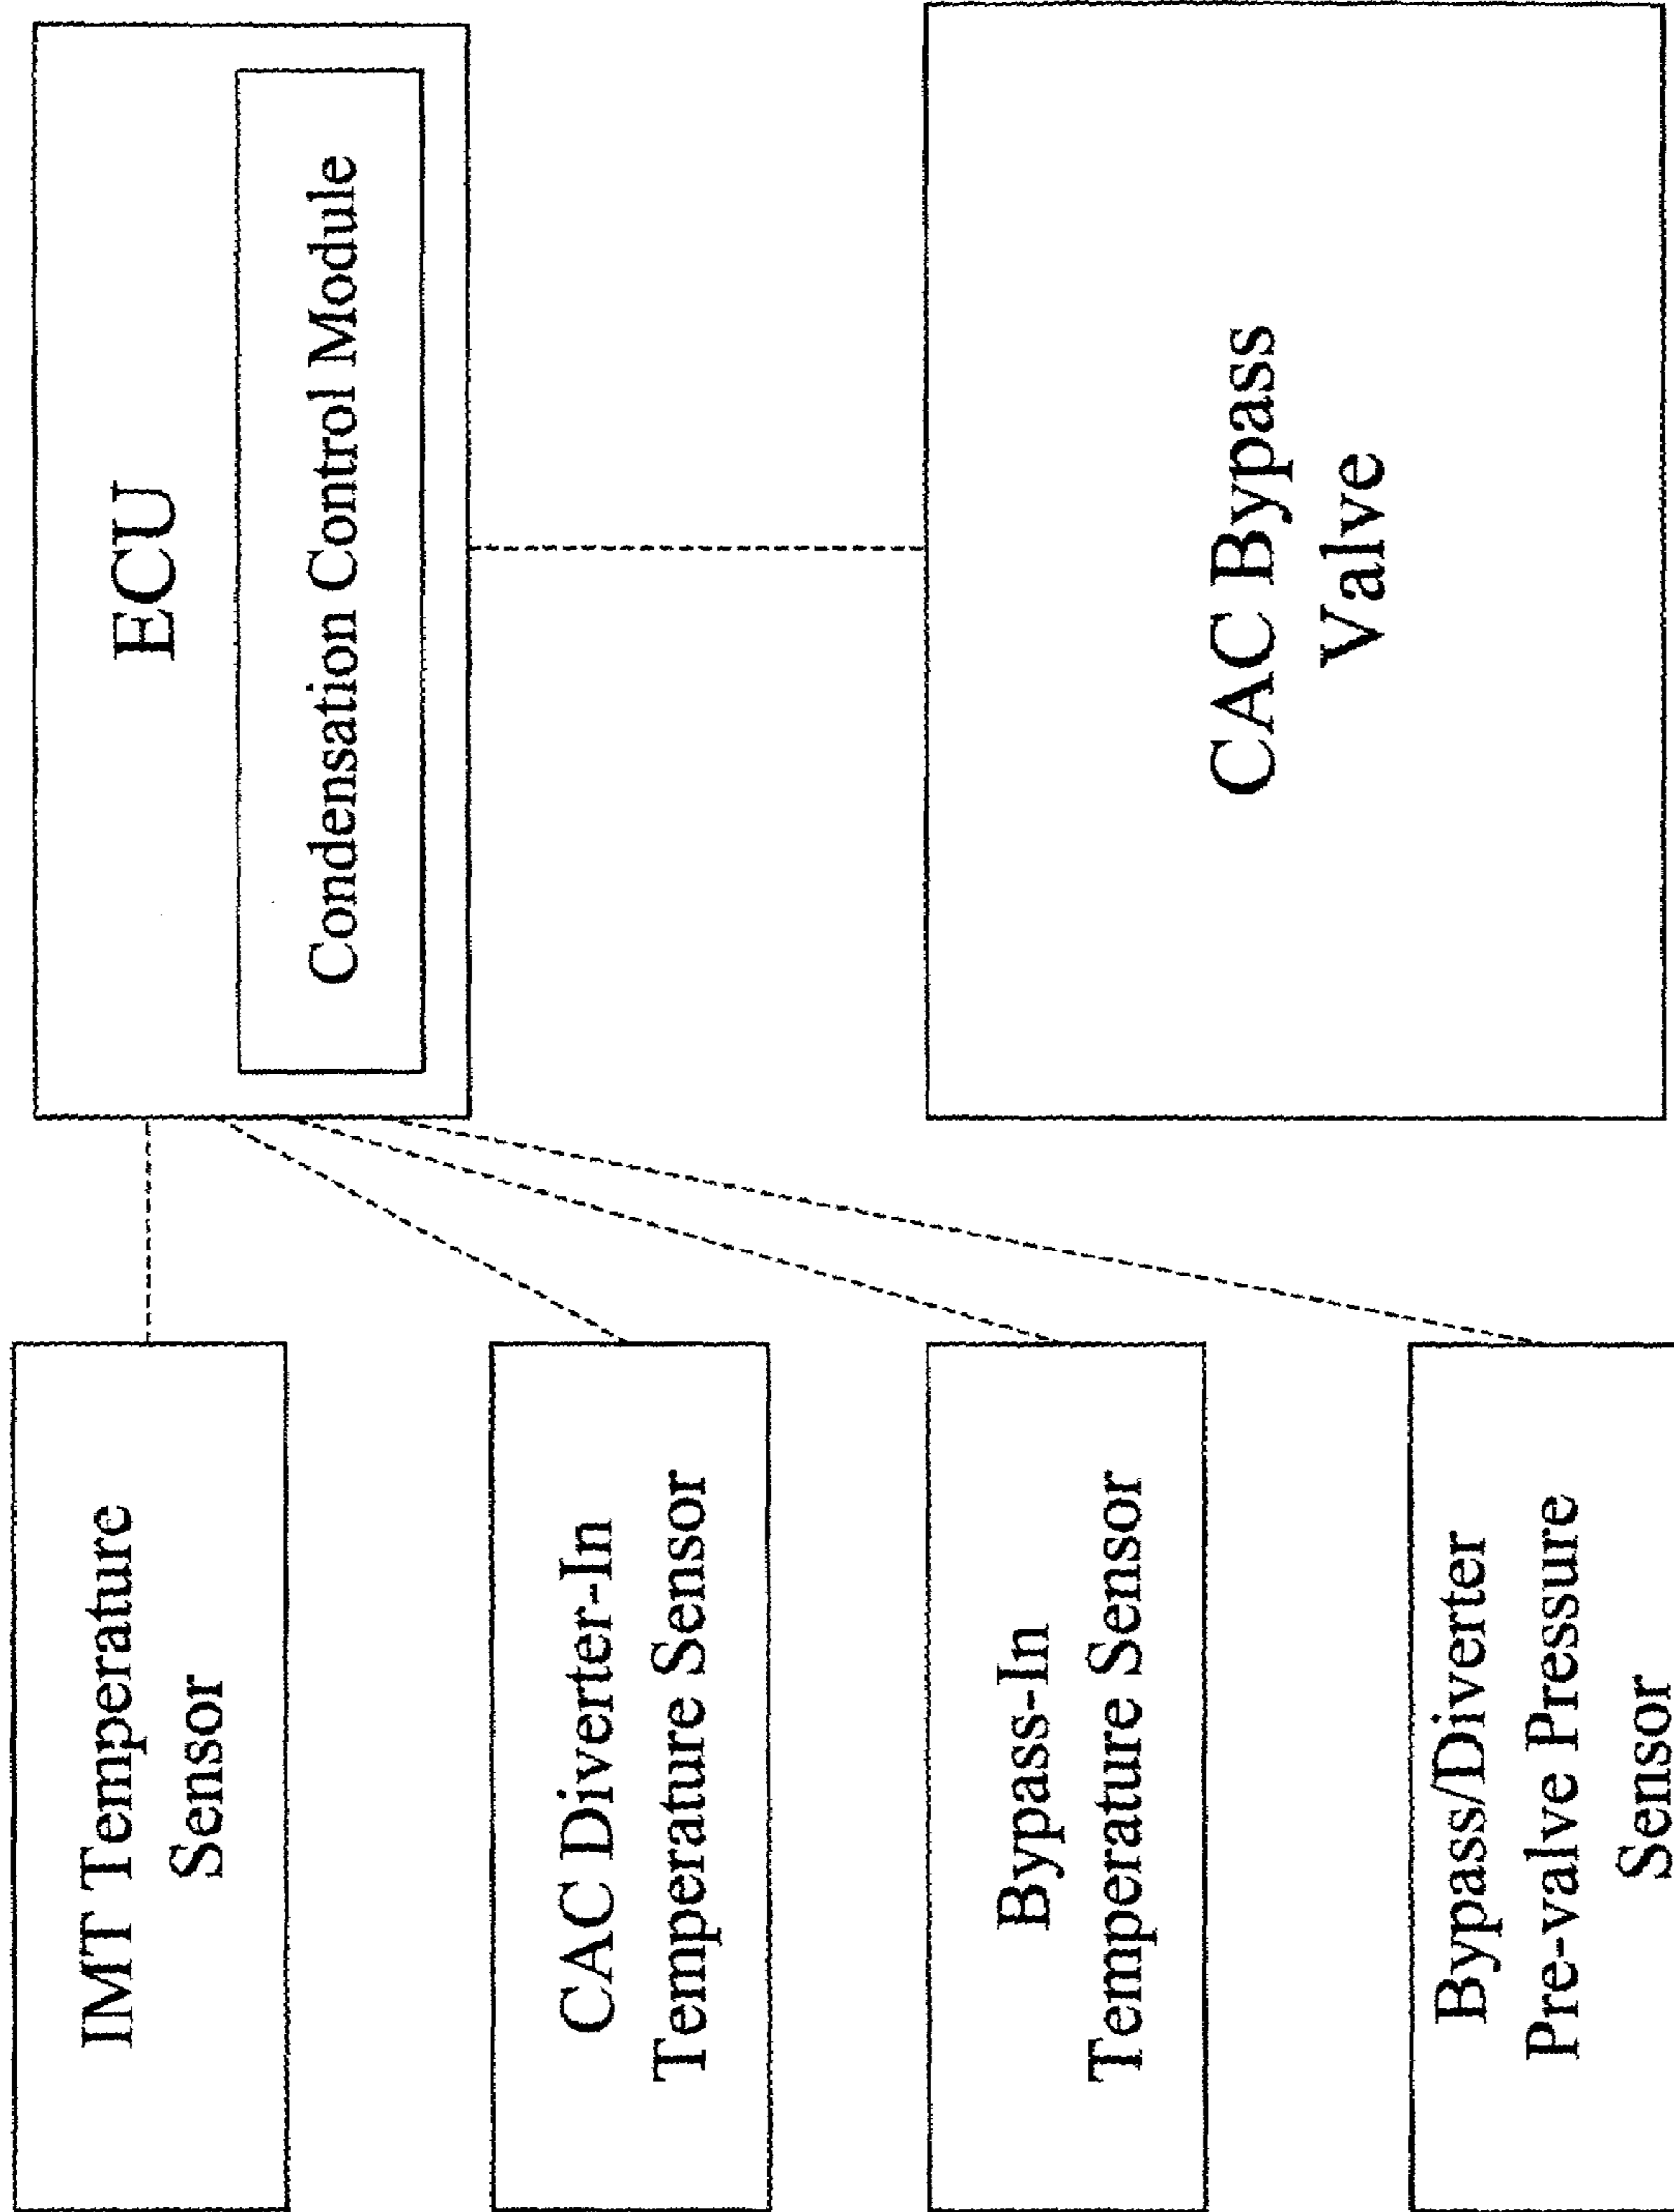 ECU
Condensation Control Module
CAC Bypass
Valve
IMT Temperature
Sensor
CAC Diverter-In
Temperature Sensor
Bypass-In
Temperature Sensor
Bypass/Diverter
Pre-valve Pressure
Sensor